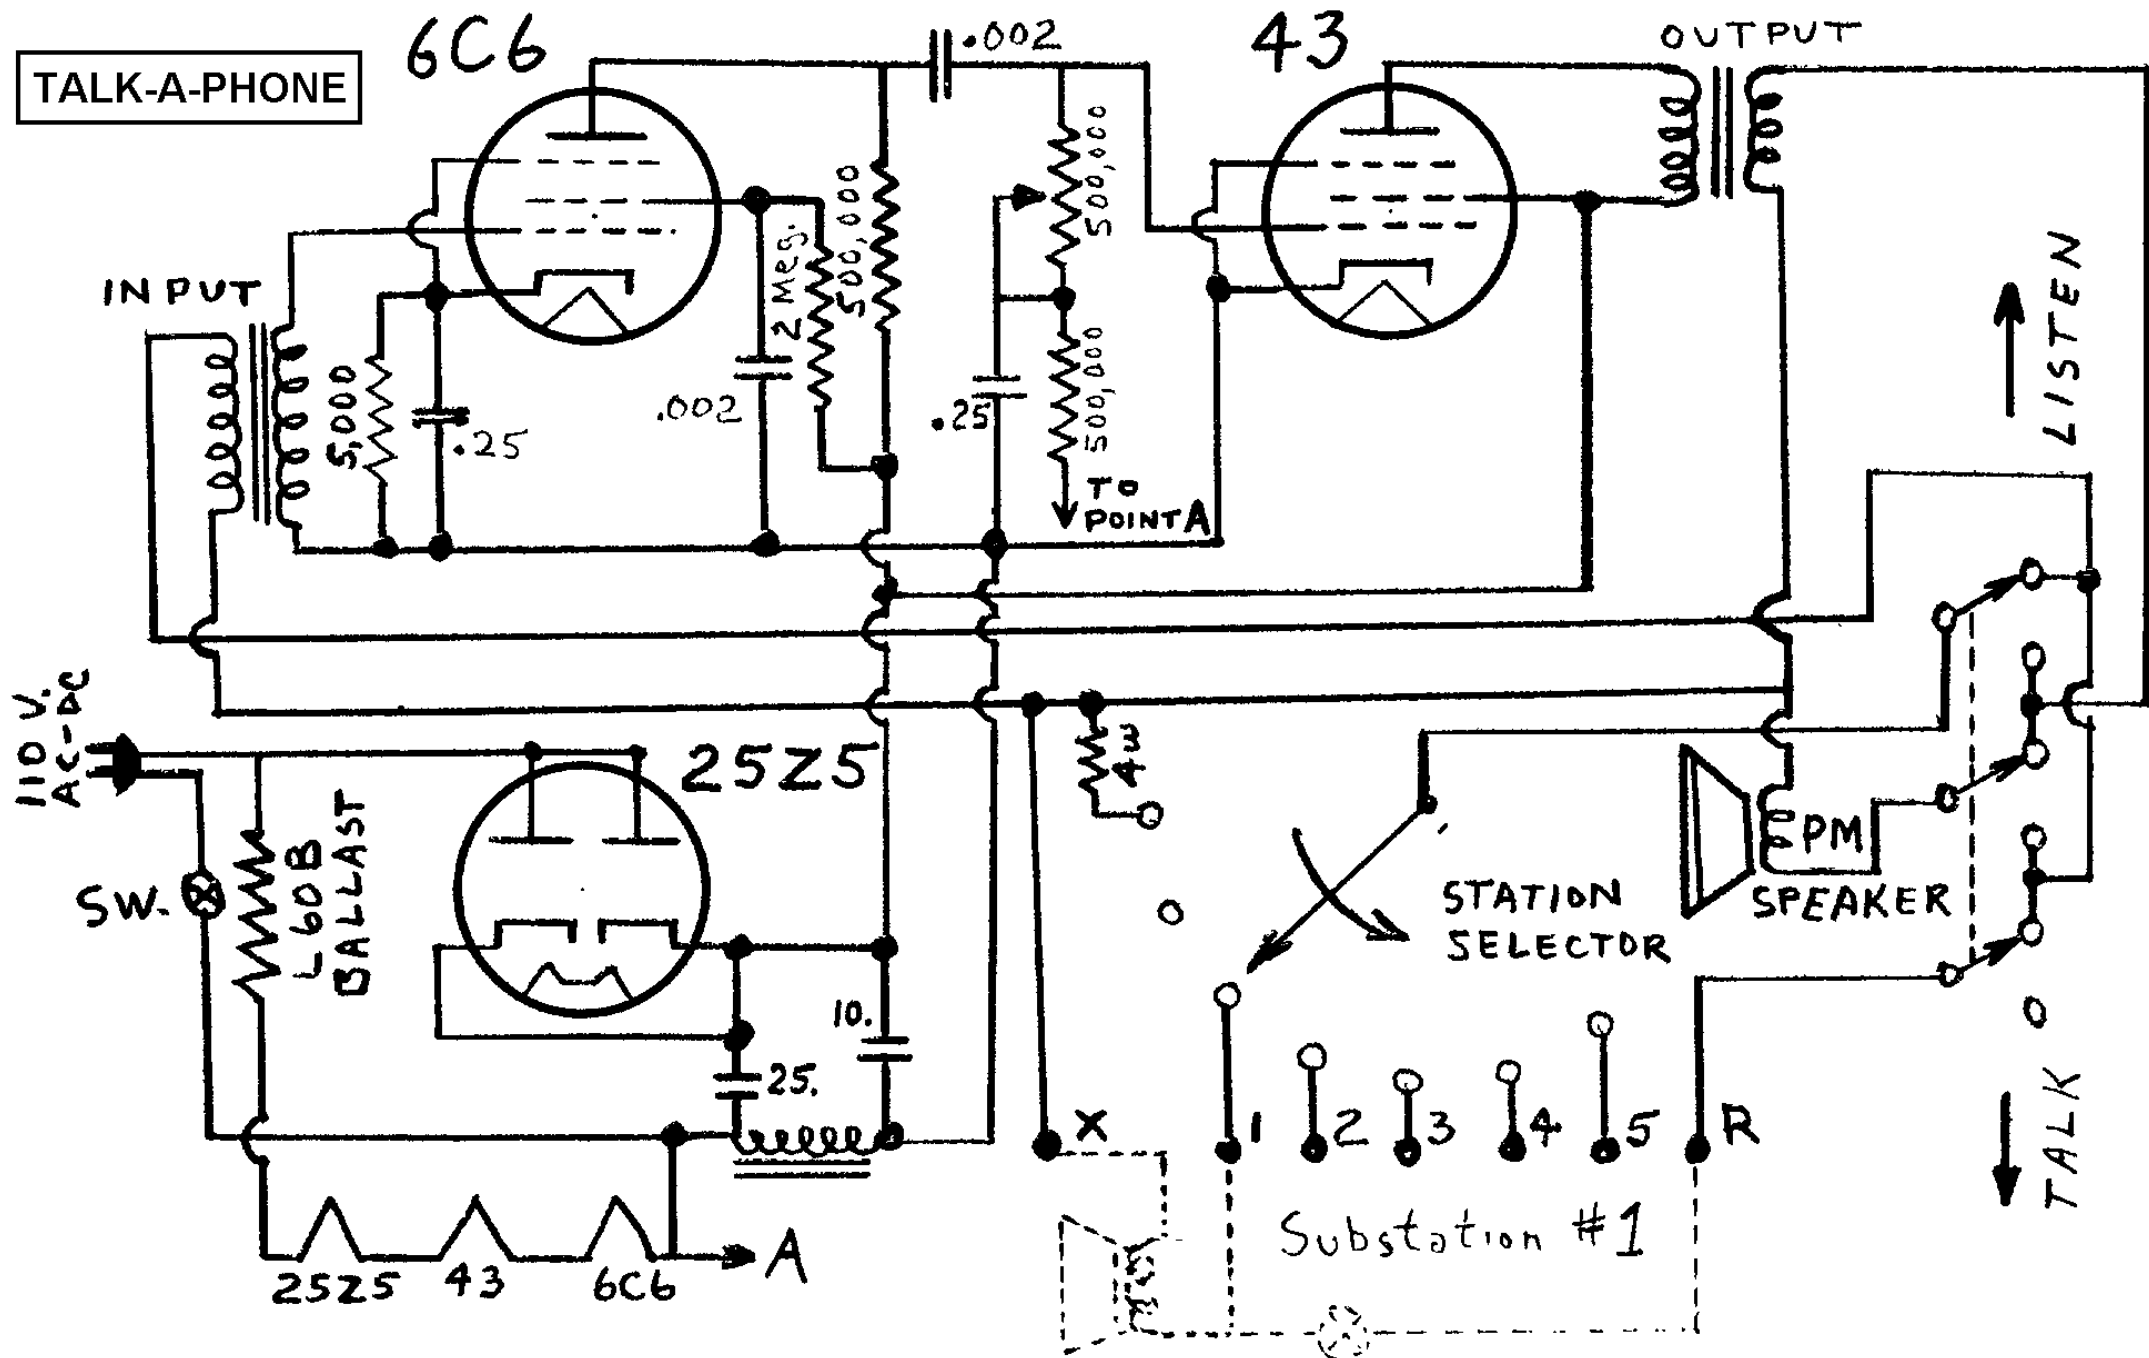 TALK-A-PHONE
6C6
.002
43
OUTPUT
INPUT
5,000
.25
.002
2 Meg.
500,000
500,000
.25
500,000
TO
POINT A
LISTEN
110 V.
AC-DC
SW.
L60B
BALLAST
25Z5
10.
25.
STATION
SELECTOR
PM
SPEAKER
X
1
2
3
4
5
R
TALK
Substation #1
25Z5
43
6C6
A